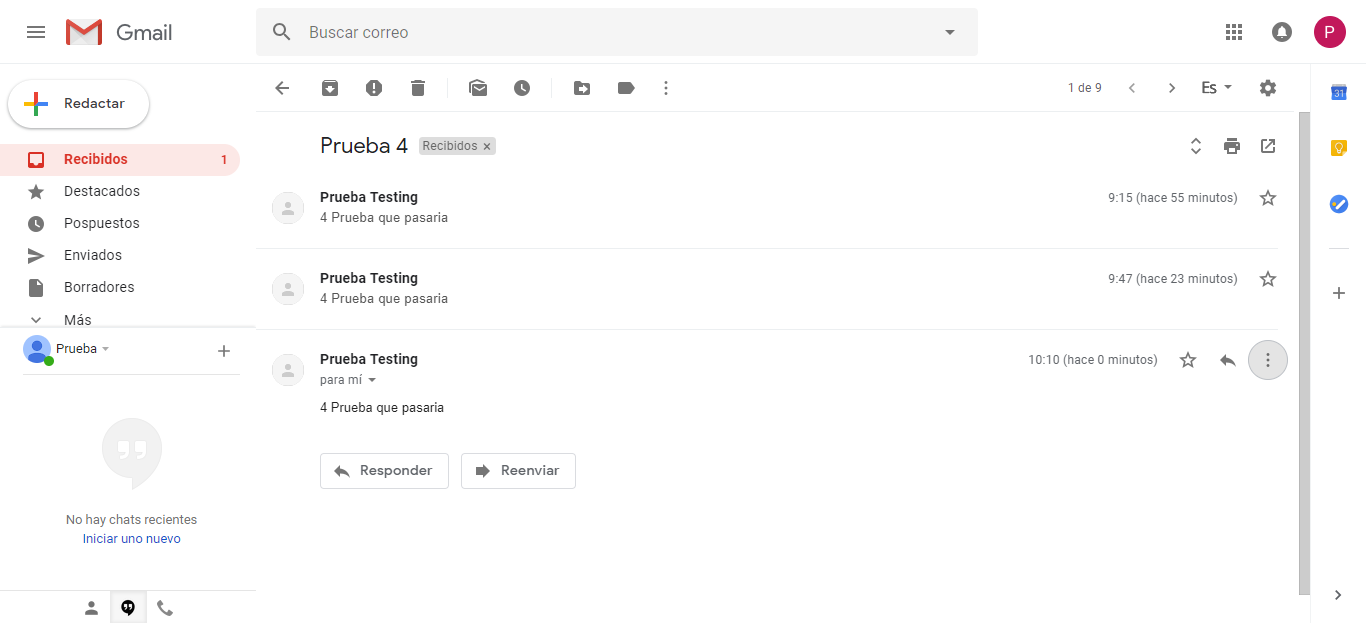 Gmail
Buscar correo
P
Redactar
1 de 9
Es
31
Recibidos 1
Destacados
Pospuestos
Enviados
Borradores
Más
Prueba
No hay chats recientes
Iniciar uno nuevo
Prueba 4 Recibidos ×
Prueba Testing 9:15 (hace 55 minutos)
4 Prueba que pasaria
Prueba Testing 9:47 (hace 23 minutos)
4 Prueba que pasaria
Prueba Testing 10:10 (hace 0 minutos)
para mí
4 Prueba que pasaria
Responder Reenviar